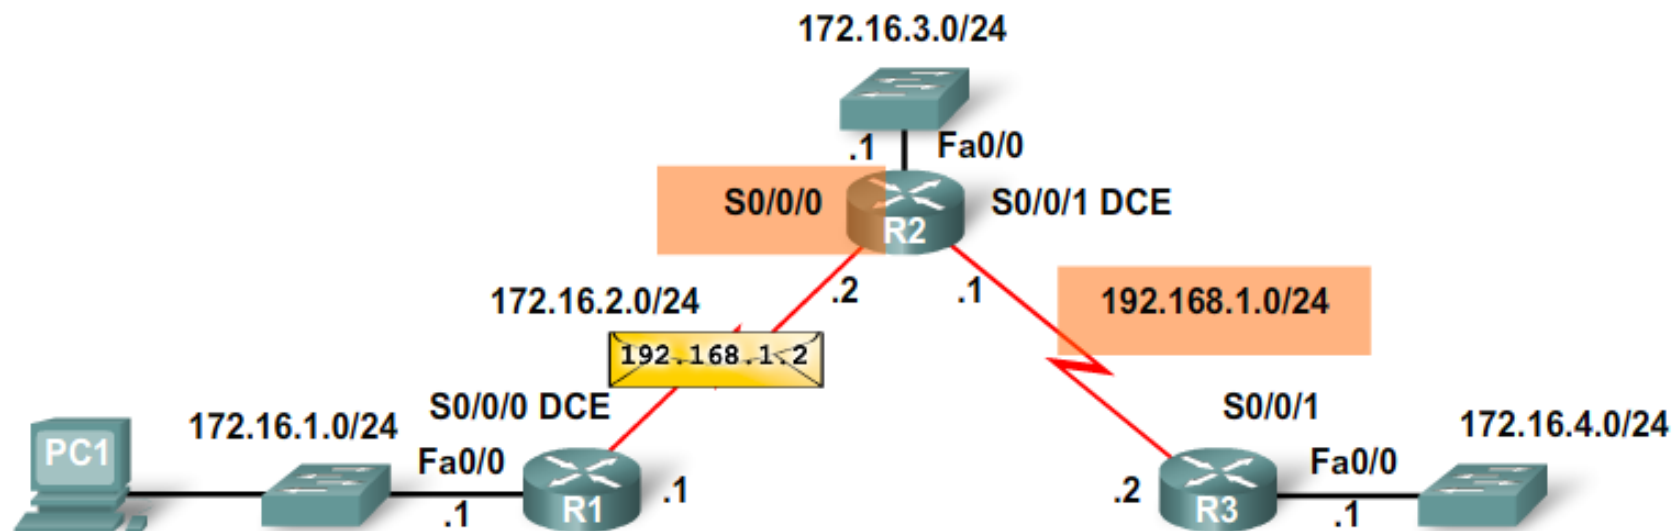 172.16.3.0/24
.1 Fa0/0
S0/0/0 R2 S0/0/1 DCE
.2 .1
172.16.2.0/24 192.168.1.0/24
192.168.1.2
S0/0/0 DCE S0/0/1
172.16.1.0/24 172.16.4.0/24
PC1 Fa0/0 Fa0/0
.1 R1 .1 .2 R3 .1